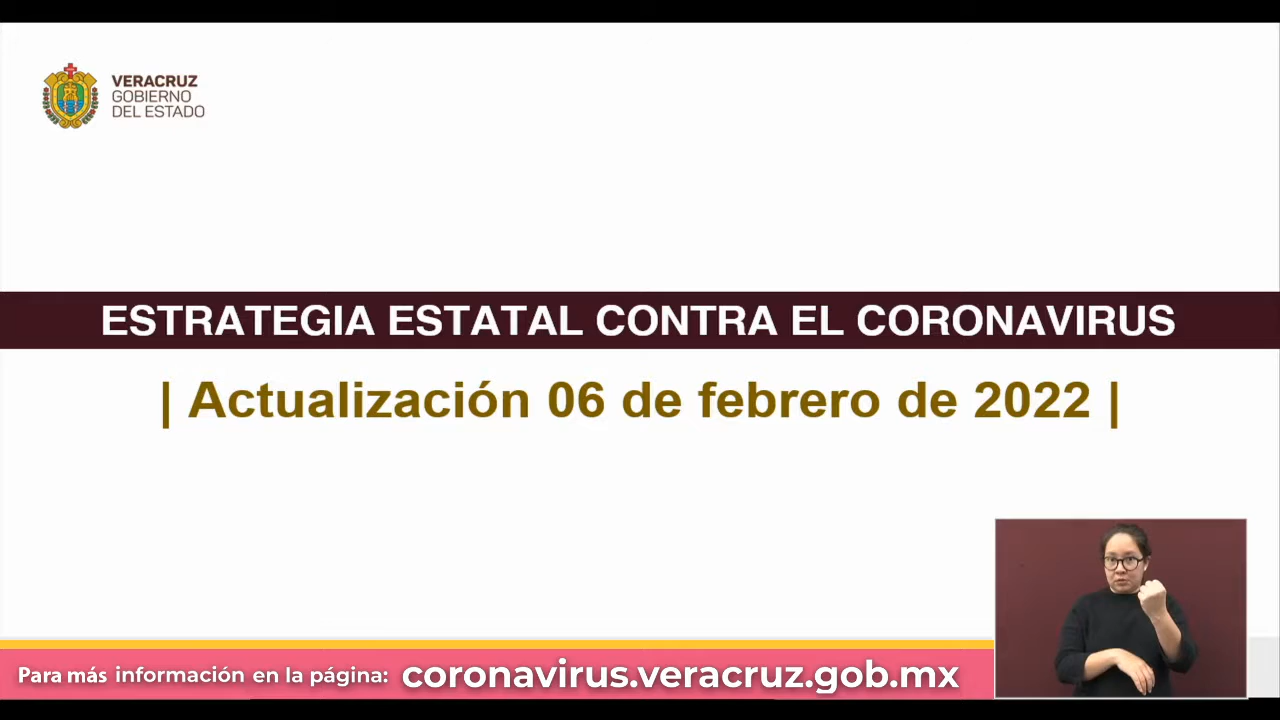 VERACRUZ
GOBIERNO
DEL ESTADO
ESTRATEGIA ESTATAL CONTRA EL CORONAVIRUS
| Actualización 06 de febrero de 2022 |
Para más información en la página: coronavirus.veracruz.gob.mx